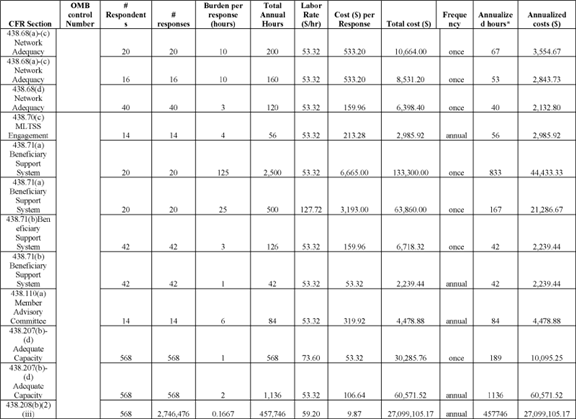 CFR Section | OMB control Number | # Respondents | # responses | Burden per response (hours) | Total Annual Hours | Labor Rate ($/hr) | Cost ($) per Response | Total cost ($) | Frequency | Annualized hours* | Annualized costs ($)
438.68(a)-(c) Network Adequacy | 20 | 20 | 10 | 200 | 53.32 | 533.20 | 10,664.00 | once | 67 | 3,554.67
438.68(a)-(c) Network Adequacy | 16 | 16 | 10 | 160 | 53.32 | 533.20 | 8,531.20 | once | 53 | 2,843.73
438.68(d) Network Adequacy | 40 | 40 | 3 | 120 | 53.32 | 159.96 | 6,398.40 | once | 40 | 2,132.80
438.70(c) MLTSS Engagement | 14 | 14 | 4 | 56 | 53.32 | 213.28 | 2,985.92 | annual | 56 | 2,985.92
438.71(a) Beneficiary Support System | 20 | 20 | 125 | 2,500 | 53.32 | 6,665.00 | 133,300.00 | once | 833 | 44,433.33
438.71(a) Beneficiary Support System | 20 | 20 | 25 | 500 | 127.72 | 3,193.00 | 63,860.00 | once | 167 | 21,286.67
438.71(b)Beneficiary Support System | 42 | 42 | 3 | 126 | 53.32 | 159.96 | 6,718.32 | once | 42 | 2,239.44
438.71(b) Beneficiary Support System | 42 | 42 | 1 | 42 | 53.32 | 53.32 | 2,239.44 | annual | 42 | 2,239.44
438.110(a) Member Advisory Committee | 14 | 14 | 6 | 84 | 53.32 | 319.92 | 4,478.88 | annual | 84 | 4,478.88
438.207(b)-(d) Adequate Capacity | 568 | 568 | 1 | 568 | 73.60 | 53.32 | 30,285.76 | once | 189 | 10,095.25
438.207(b)-(d) Adequate Capacity | 568 | 568 | 2 | 1,136 | 53.32 | 106.64 | 60,571.52 | annual | 1136 | 60,571.52
438.208(b)(2)(iii) | 568 | 2,746,476 | 0.1667 | 457,746 | 59.20 | 9.87 | 27,099,105.17 | annual | 457746 | 27,099,105.17